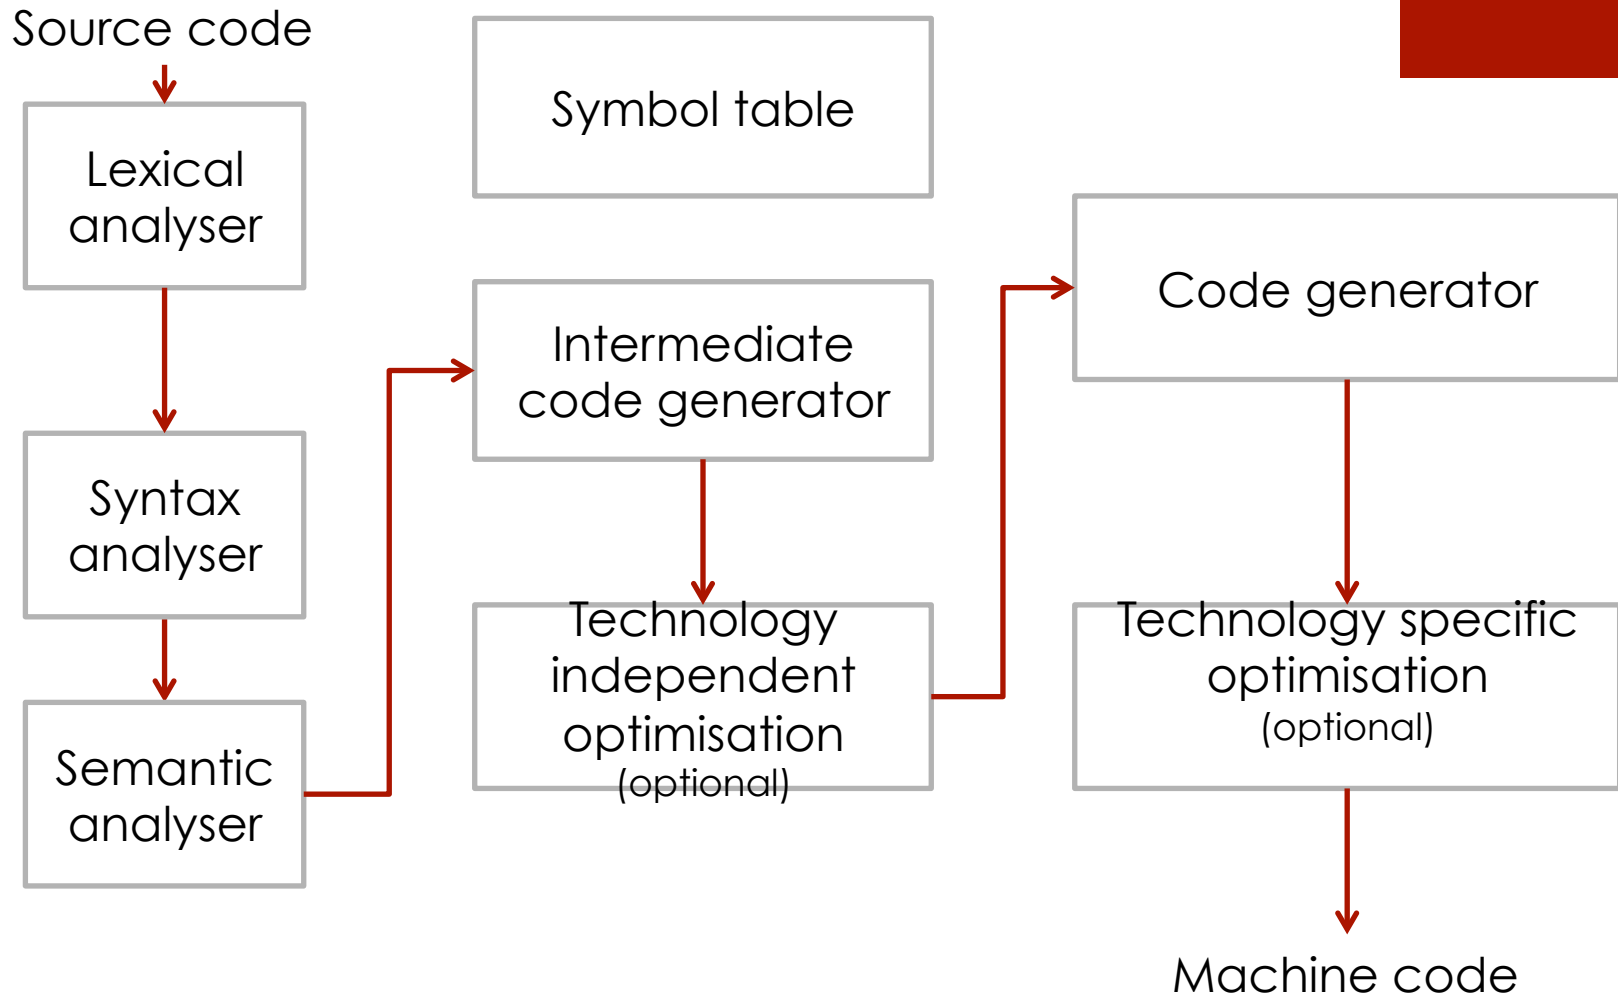 Source code
Lexical
analyser
Syntax
analyser
Semantic
analyser
Symbol table
Intermediate
code generator
Technology
independent
optimisation
(optional)
Code generator
Technology specific
optimisation
(optional)
Machine code